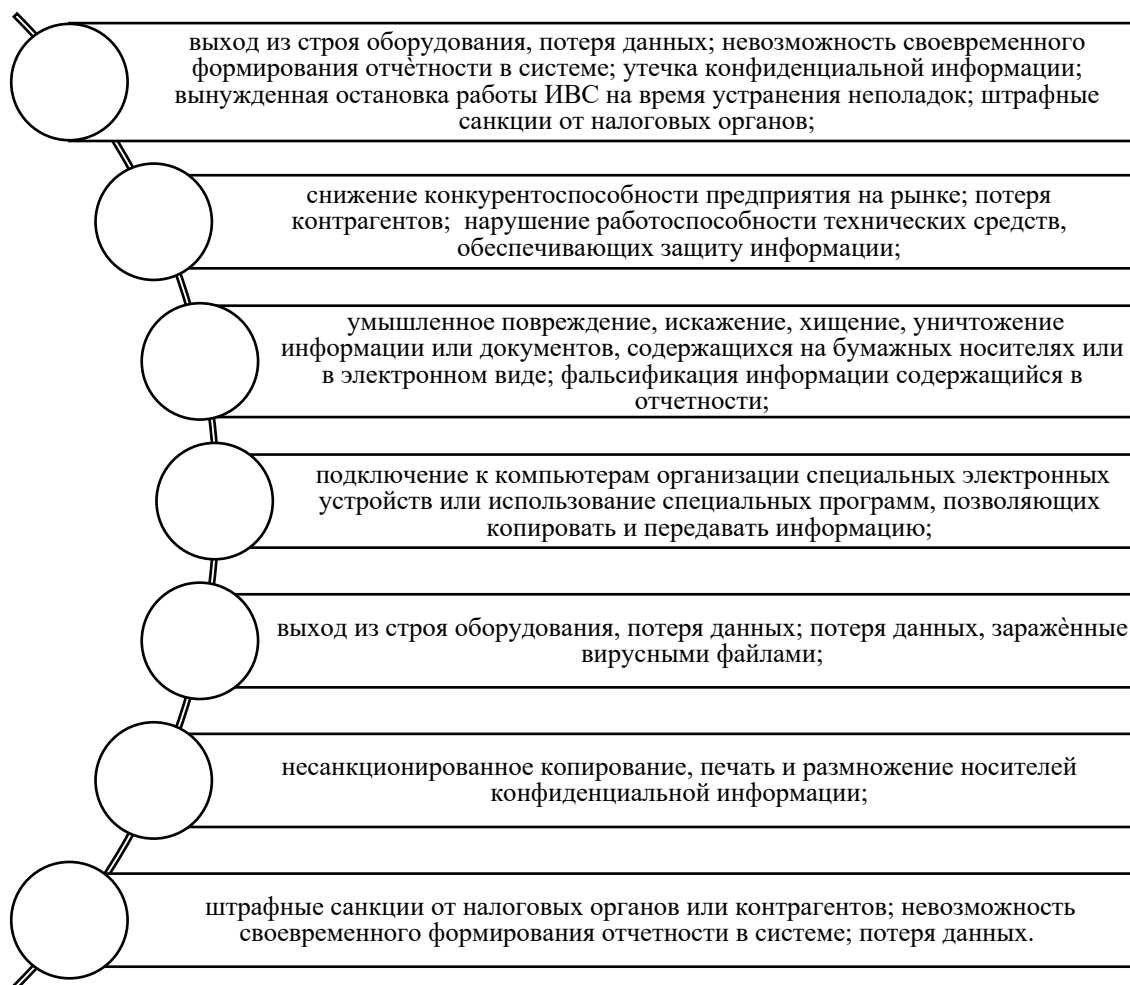 выход из строя оборудования, потеря данных; невозможность своевременного
формирования отчѐтности в системе; утечка конфиденциальной информации;
вынужденная остановка работы ИВС на время устранения неполадок; штрафные
санкции от налоговых органов;
снижение конкурентоспособности предприятия на рынке; потеря
контрагентов;  нарушение работоспособности технических средств,
обеспечивающих защиту информации;
умышленное повреждение, искажение, хищение, уничтожение
информации или документов, содержащихся на бумажных носителях или
в электронном виде; фальсификация информации содержащийся в
отчетности;
подключение к компьютерам организации специальных электронных
устройств или использование специальных программ, позволяющих
копировать и передавать информацию;
выход из строя оборудования, потеря данных; потеря данных, заражѐнные
вирусными файлами;
несанкционированное копирование, печать и размножение носителей
конфиденциальной информации;
штрафные санкции от налоговых органов или контрагентов; невозможность
своевременного формирования отчетности в системе; потеря данных.